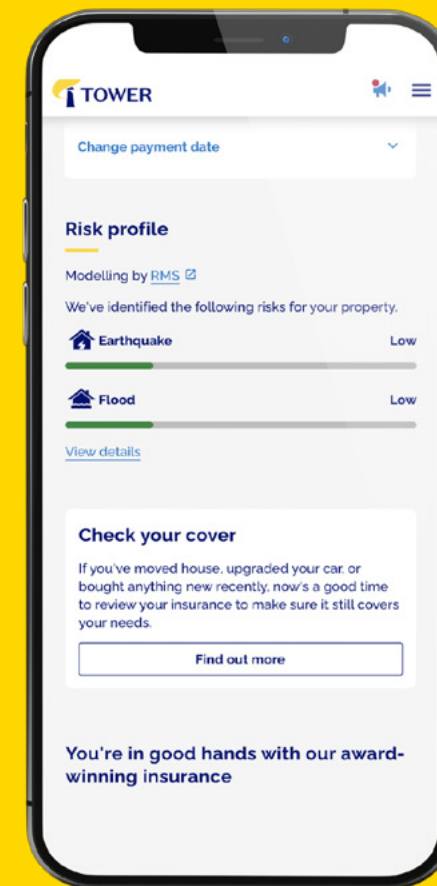 TOWER
Change payment date
Risk profile
Modelling by RMS
We've identified the following risks for your property.
Earthquake Low
Flood Low
View details
Check your cover
If you've moved house, upgraded your car, or
bought anything new recently, now's a good time
to review your insurance to make sure it still covers
your needs.
Find out more
You're in good hands with our award-
winning insurance